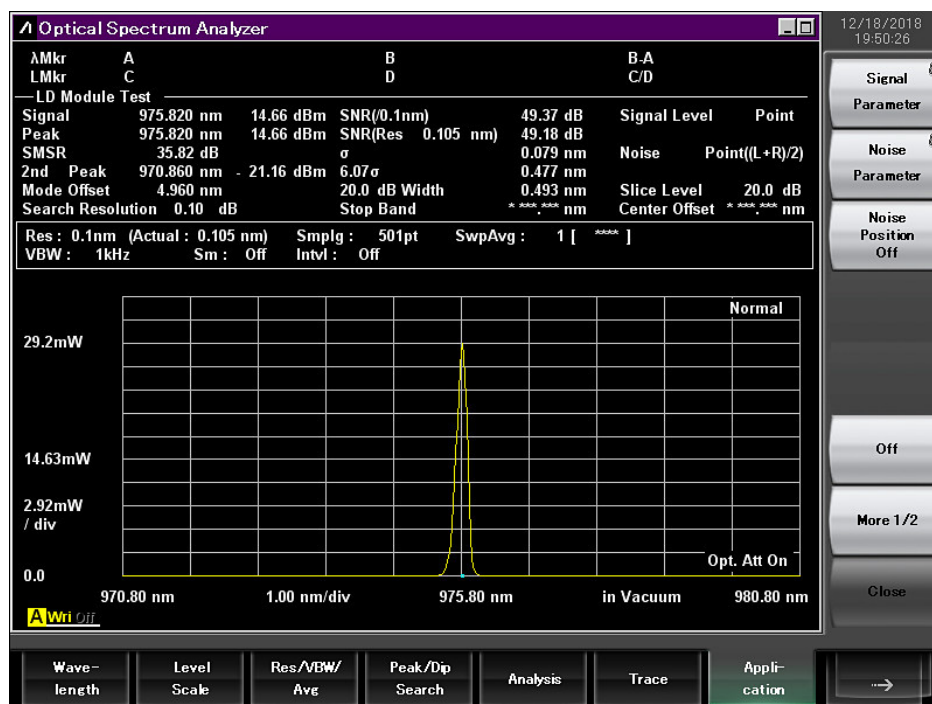 Optical Spectrum Analyzer
12/18/2018
19:50:26
λMkr A B B-A
LMkr C D C/D
LD Module Test
Signal 975.820 nm 14.66 dBm SNR(/0.1nm) 49.37 dB Signal Level Point
Peak 975.820 nm 14.66 dBm SNR(Res 0.105 nm) 49.18 dB
SMSR 35.82 dB σ 0.079 nm Noise Point((L+R)/2)
2nd Peak 970.860 nm - 21.16 dBm 6.07σ 0.477 nm
Mode Offset 4.960 nm 20.0 dB Width 0.493 nm Slice Level 20.0 dB
Search Resolution 0.10 dB Stop Band * ***.*** nm Center Offset * ***.*** nm
Res : 0.1nm (Actual : 0.105 nm) Smplg : 501pt SwpAvg : 1 [ **** ]
VBW : 1kHz Sm : Off Intvl : Off
Normal
29.2mW
14.63mW
2.92mW
/ div
Opt. Att On
0.0
970.80 nm 1.00 nm/div 975.80 nm in Vacuum 980.80 nm
A Wri Off
Signal
Parameter
Noise
Parameter
Noise
Position
Off
Off
More 1/2
Close
Wave-
length
Level
Scale
Res/VBW/
Avg
Peak/Dip
Search
Analysis
Trace
Appli-
cation